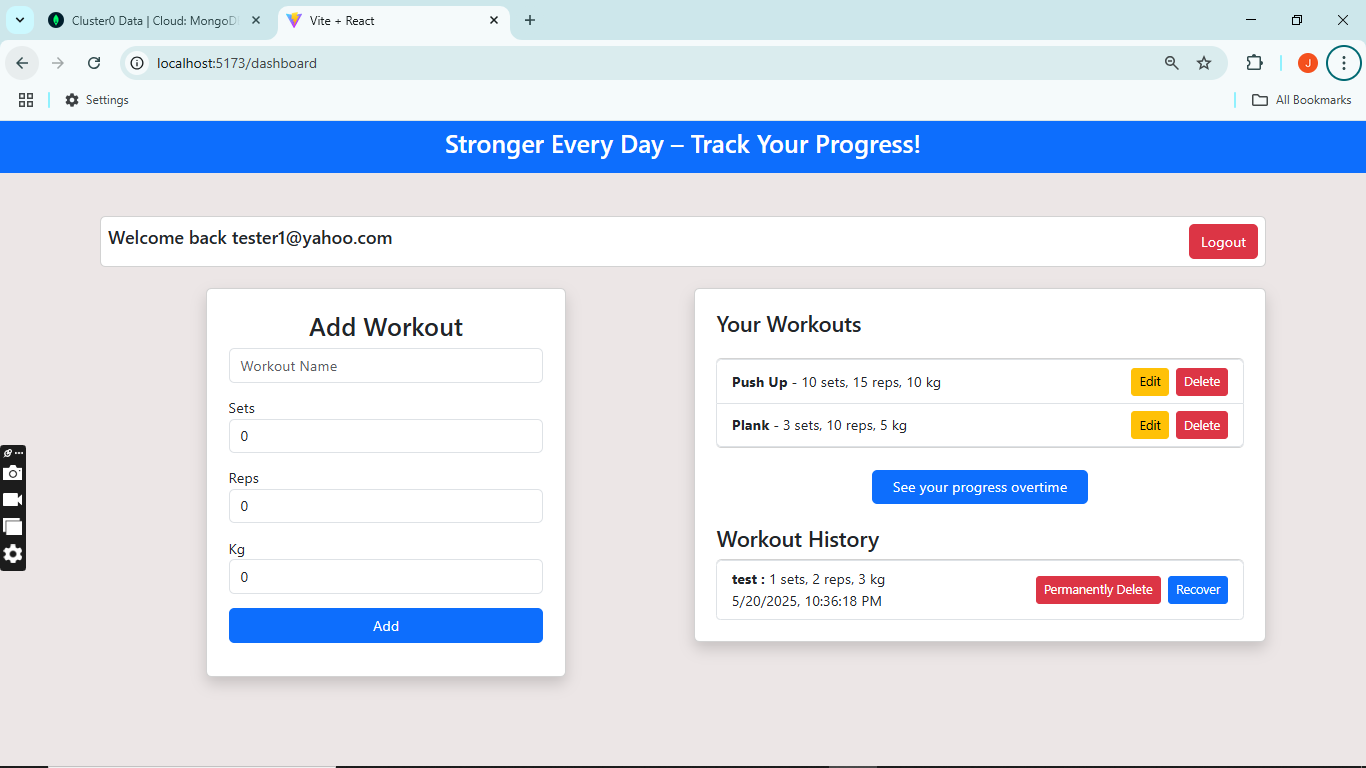 Cluster0 Data | Cloud: MongoD
Vite + React
localhost:5173/dashboard
J
Settings
All Bookmarks
Stronger Every Day – Track Your Progress!
Welcome back tester1@yahoo.com
Logout
Add Workout
Workout Name
Sets
0
Reps
0
Kg
0
Add
Your Workouts
Push Up - 10 sets, 15 reps, 10 kg Edit Delete
Plank - 3 sets, 10 reps, 5 kg Edit Delete
See your progress overtime
Workout History
test : 1 sets, 2 reps, 3 kg
5/20/2025, 10:36:18 PM
Permanently Delete Recover